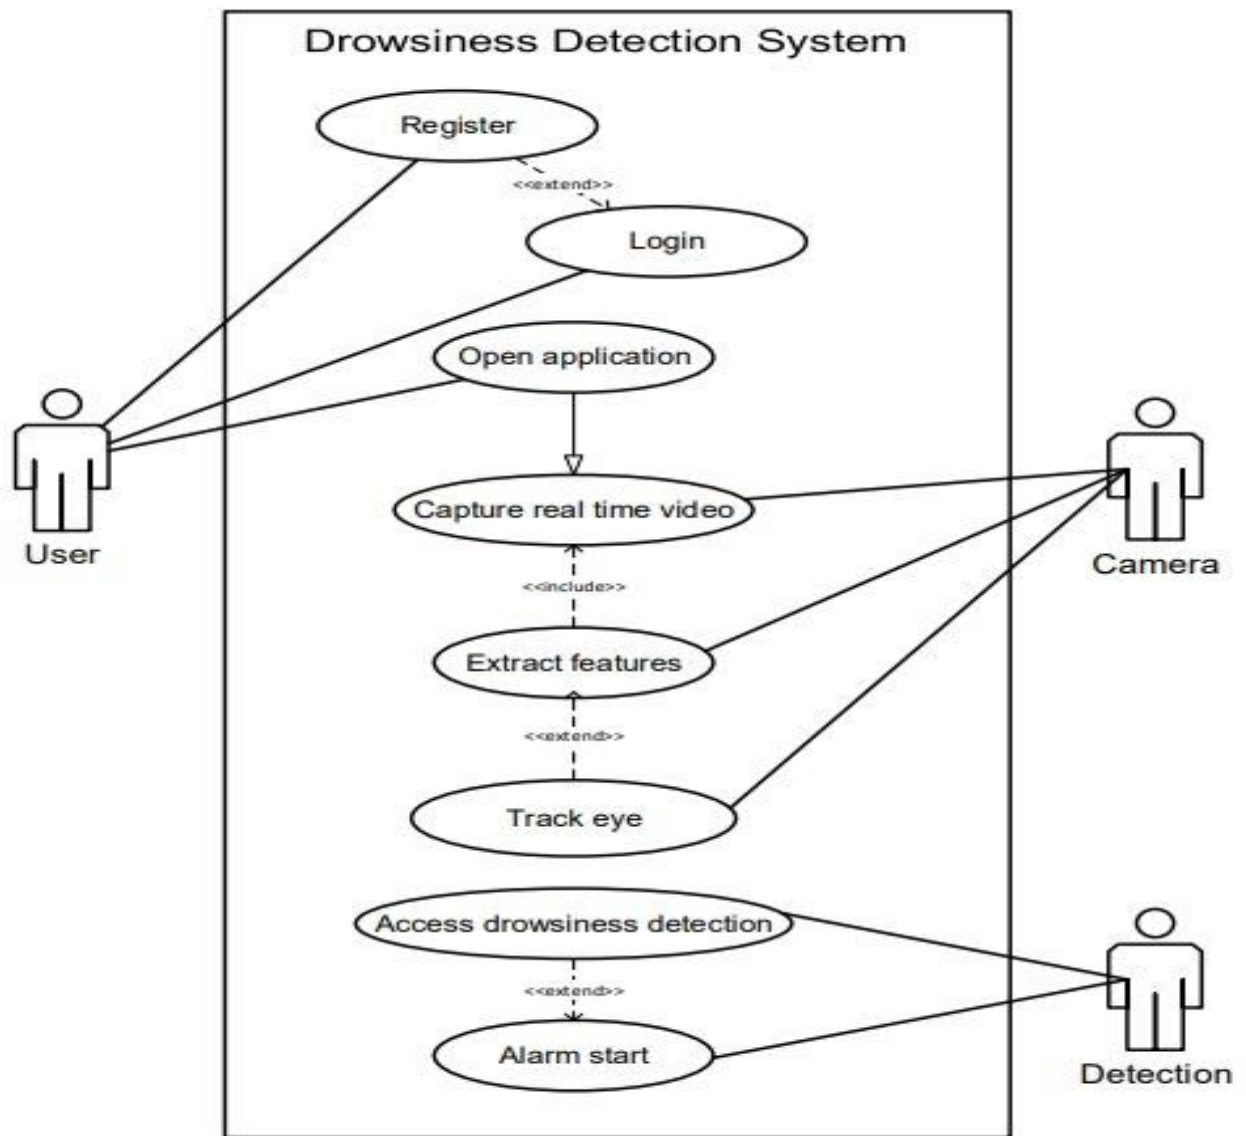 Drowsiness Detection System
Register
<<extend>>
Login
Open application
User
Capture real time video
Camera
<<include>>
Extract features
<<extend>>
Track eye
Access drowsiness detection
<<extend>>
Alarm start
Detection